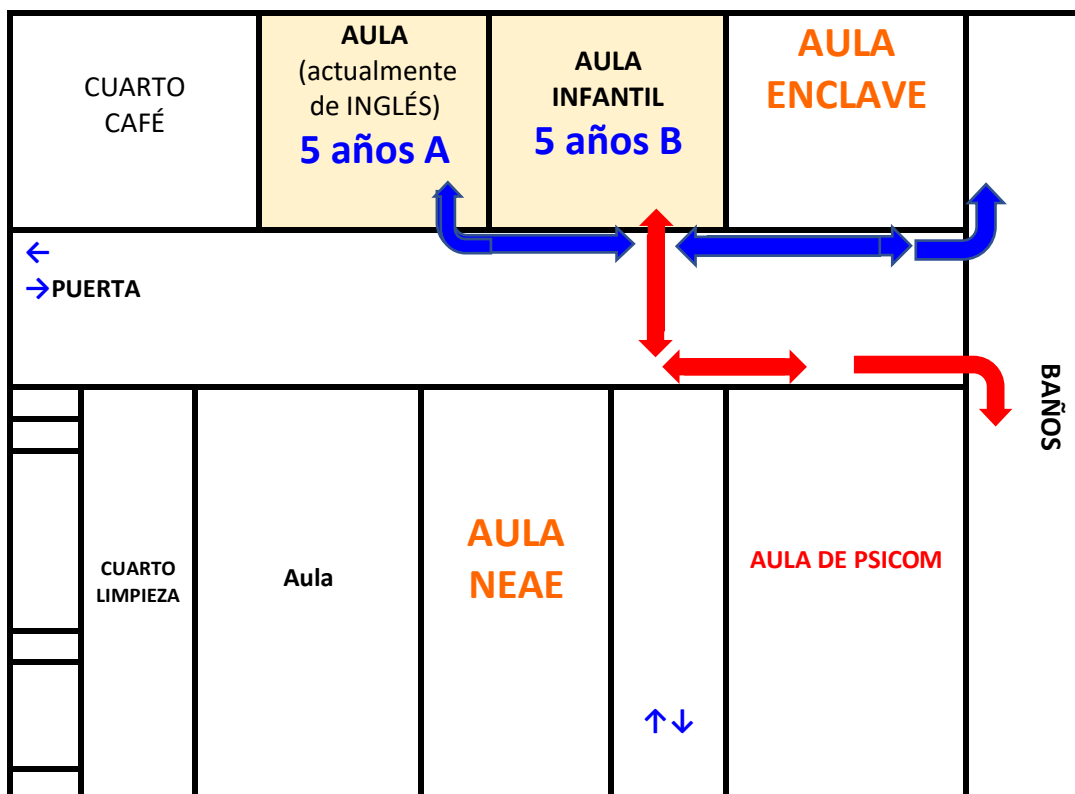 CUARTO
CAFÉ
AULA
(actualmente
de INGLÉS)
5 años A
AULA
INFANTIL
5 años B
AULA
ENCLAVE
←
→PUERTA
BAÑOS
CUARTO
LIMPIEZA
Aula
AULA
NEAE
↑↓
AULA DE PSICOM